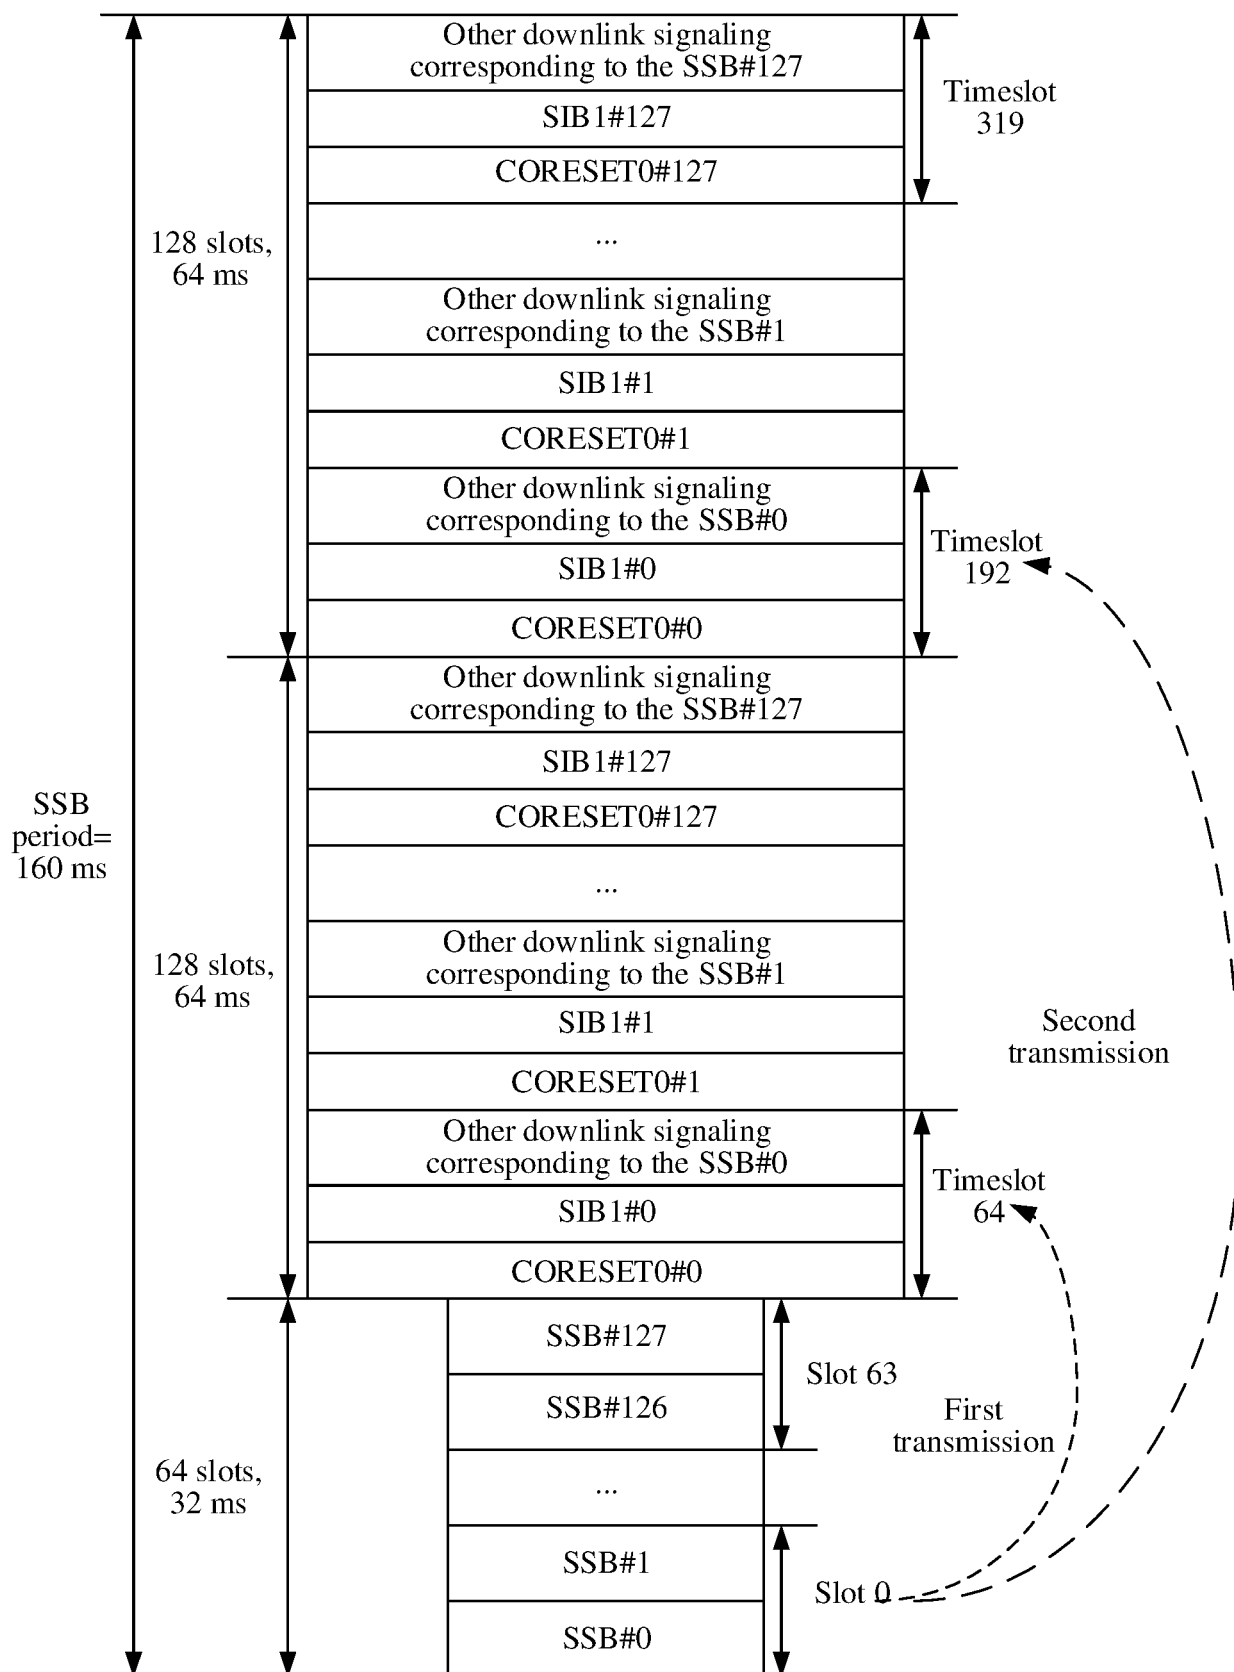 Other downlink signaling
corresponding to the SSB#127
SIB1#127
CORESET0#127
Timeslot
319
...
128 slots,
64 ms
Other downlink signaling
corresponding to the SSB#1
SIB1#1
CORESET0#1
Other downlink signaling
corresponding to the SSB#0
SIB1#0
CORESET0#0
Timeslot
192
Other downlink signaling
corresponding to the SSB#127
SIB1#127
CORESET0#127
SSB
period=
160 ms
...
128 slots,
64 ms
Other downlink signaling
corresponding to the SSB#1
SIB1#1
CORESET0#1
Second
transmission
Other downlink signaling
corresponding to the SSB#0
SIB1#0
CORESET0#0
Timeslot
64
SSB#127
SSB#126
Slot 63
First
transmission
64 slots,
32 ms
...
SSB#1
SSB#0
Slot 0